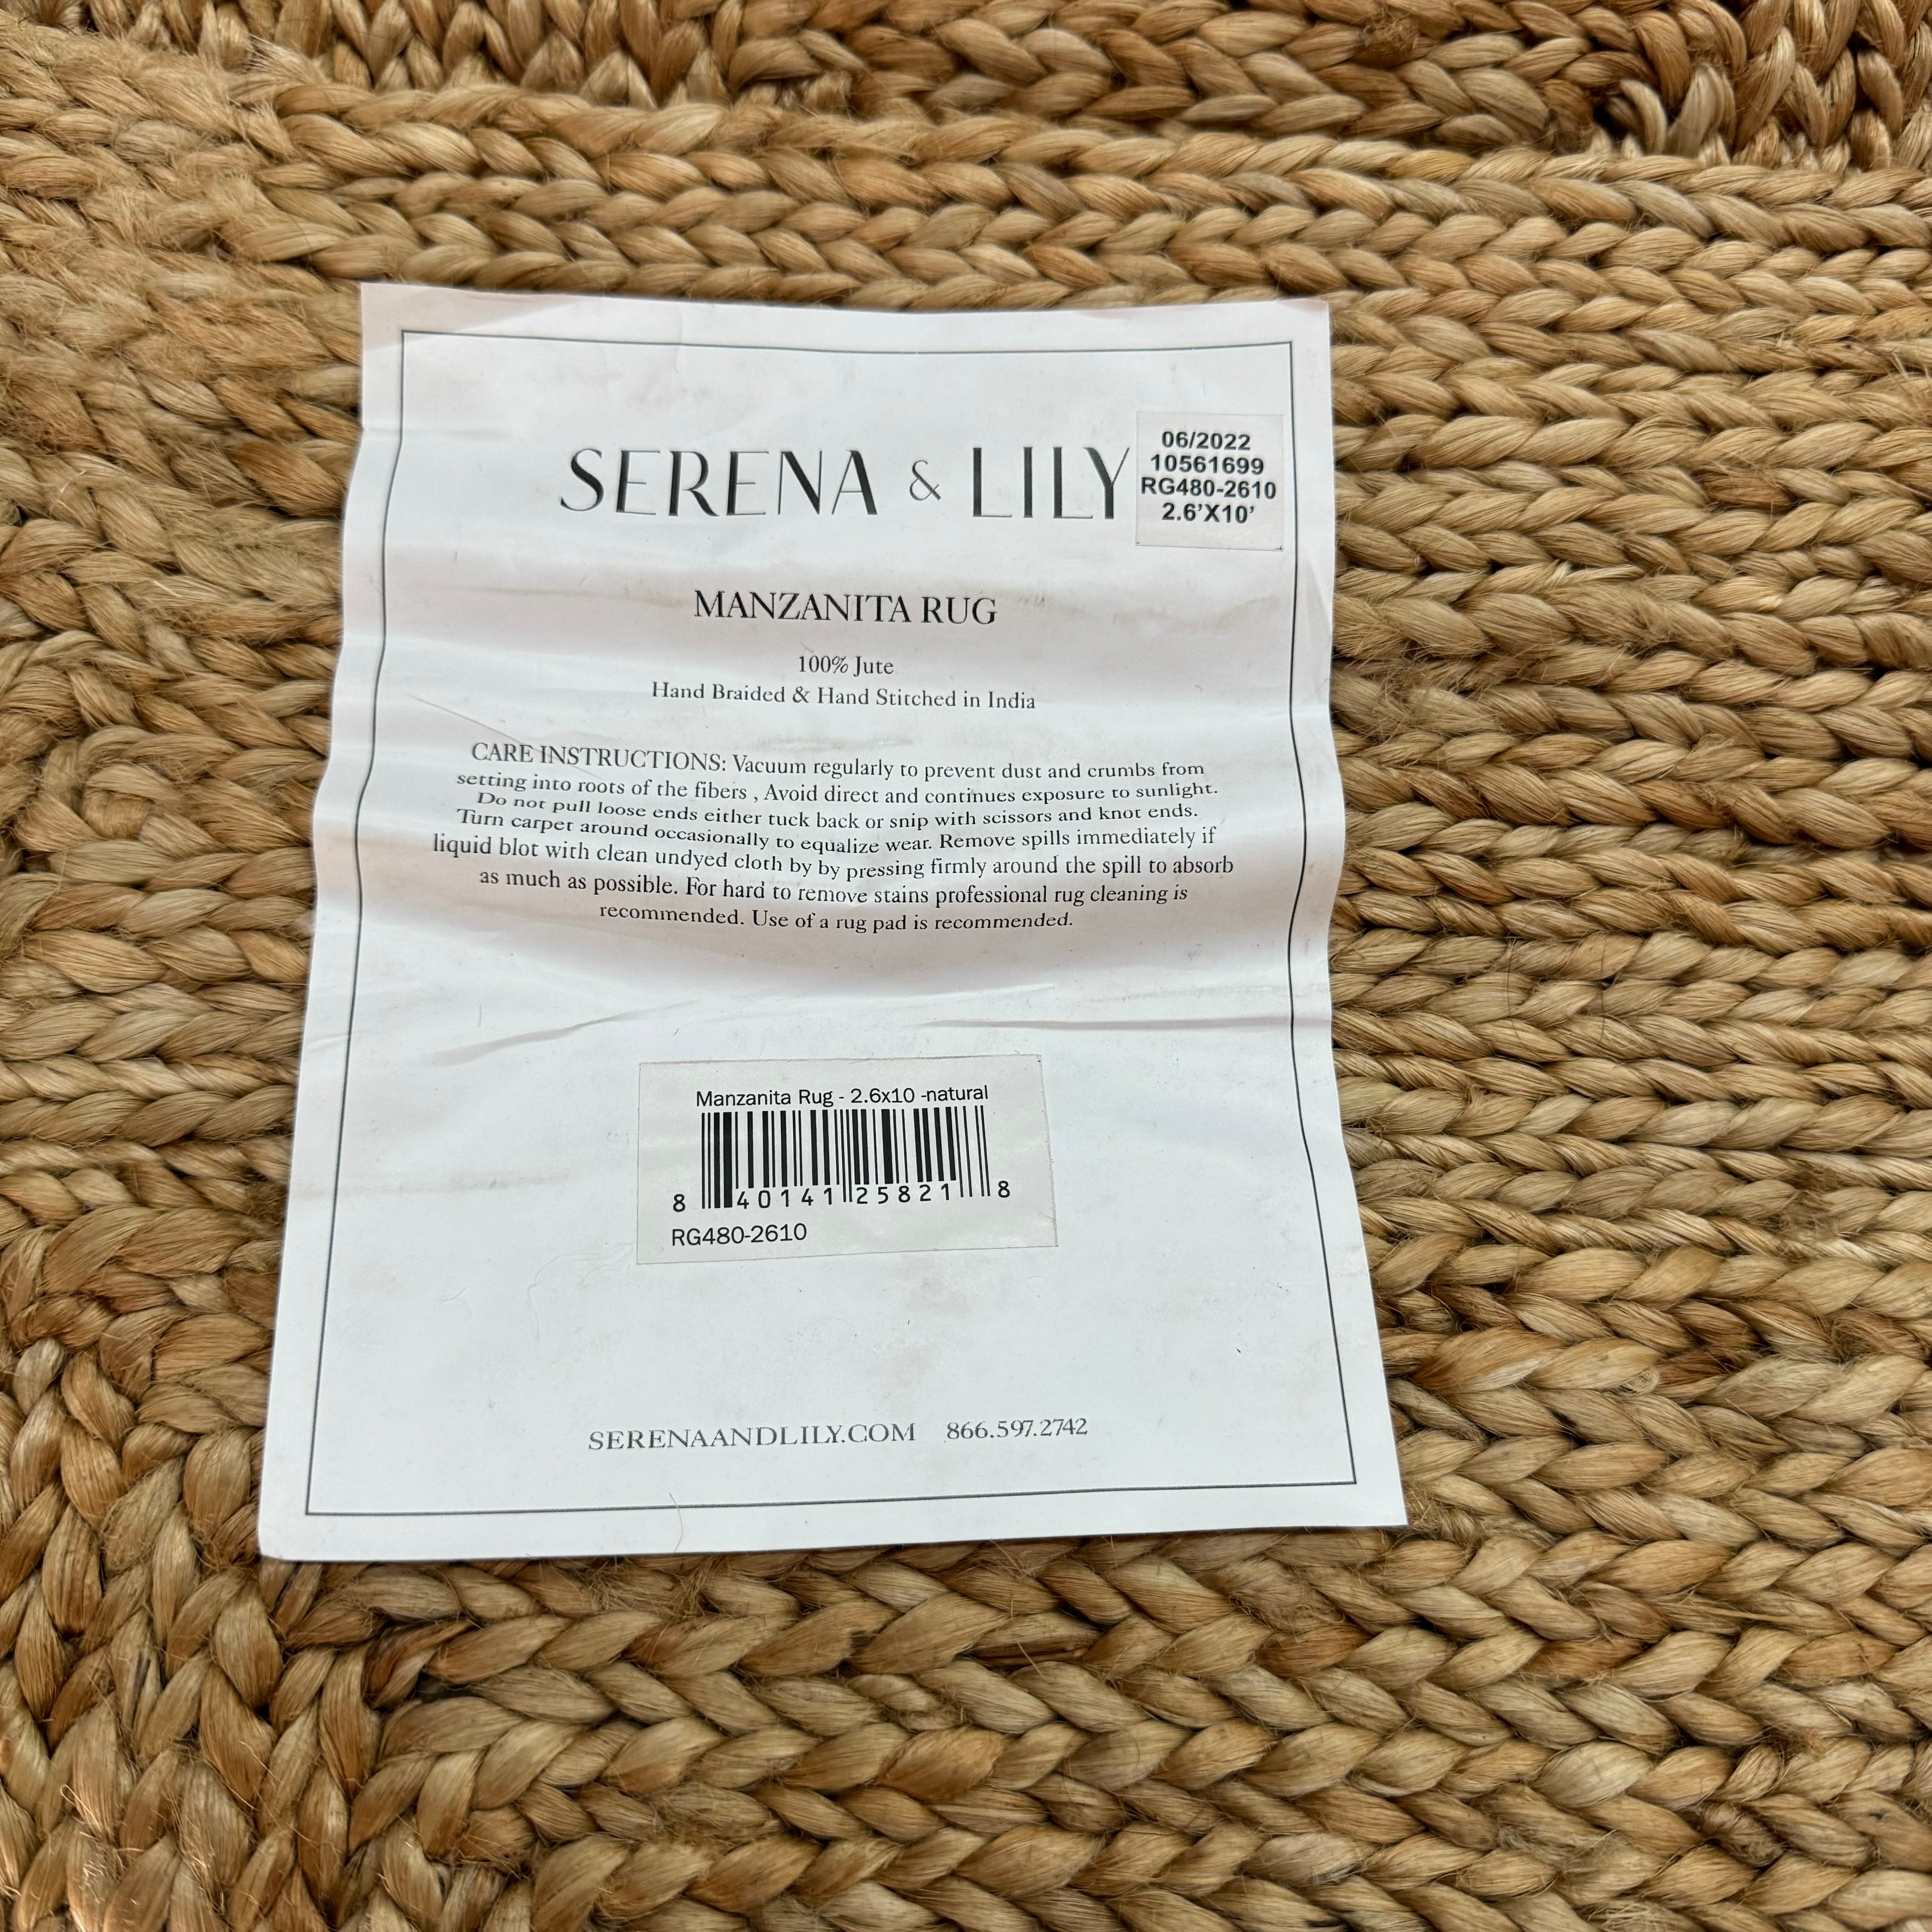 SERENA & LILY
06/2022
10561699
RG480-2610
2.6'X10'
MANZANITA RUG
100% Jute
Hand Braided & Hand Stitched in India
CARE INSTRUCTIONS: Vacuum regularly to prevent dust and crumbs from
setting into roots of the fibers , Avoid direct and continues exposure to sunlight.
Do not pull loose ends either tuck back or snip with scissors and knot ends.
Turn carpet around occasionally to equalize wear. Remove spills immediately if
liquid blot with clean undyed cloth by by pressing firmly around the spill to absorb
as much as possible. For hard to remove stains professional rug cleaning is
recommended. Use of a rug pad is recommended.
Manzanita Rug - 2.6x10 -natural
8 40141 25821 8
RG480-2610
SERENAANDLILY.COM 866.597.2742